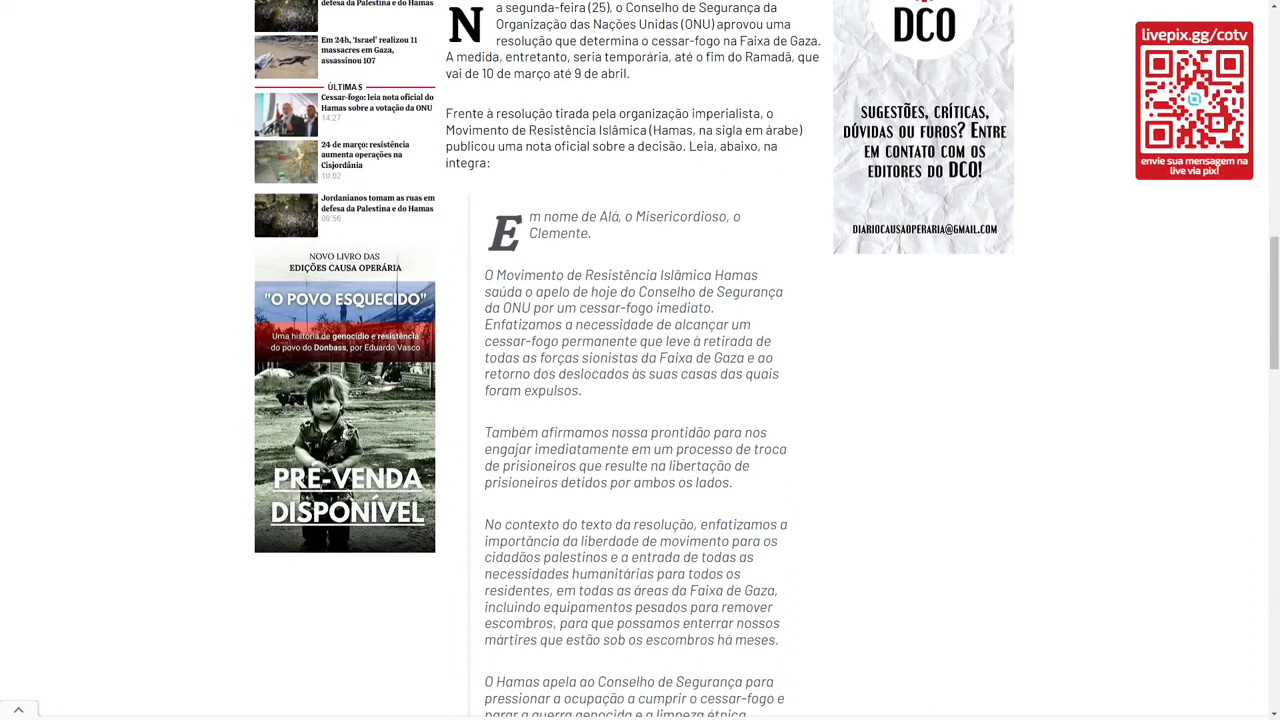 defesa da Palestina e do Hamas
Em 24h, 'Israel' realizou 11
massacres em Gaza,
assassinou 107
ÚLTIMAS
Cessar-fogo: leia nota oficial do
Hamas sobre a votação da ONU
14:27
24 de março: resistência
aumenta operações na
Cisjordânia
10:02
Jordanianos tomam as ruas em
defesa da Palestina e do Hamas
09:56
NOVO LIVRO DAS
EDIÇÕES CAUSA OPERÁRIA
"O POVO ESQUECIDO"
Uma história de genocídio e resistência
do povo do Donbass, por Eduardo Vasco
PRE-VENDA
DISPONÍVEL
Na segunda-feira (25), o Conselho de Segurança da
Organização das Nações Unidas (ONU) aprovou uma
resolução que determina o cessar-fogo na Faixa de Gaza.
A medida, entretanto, seria temporária, até o fim do Ramadã, que
vai de 10 de março até 9 de abril.
Frente à resolução tirada pela organização imperialista, o
Movimento de Resistência Islâmica (Hamas, na sigla em árabe)
publicou uma nota oficial sobre a decisão. Leia, abaixo, na
íntegra:
Em nome de Alá, o Misericordioso, o
Clemente.
O Movimento de Resistência Islâmica Hamas
saúda o apelo de hoje do Conselho de Segurança
da ONU por um cessar-fogo imediato.
Enfatizamos a necessidade de alcançar um
cessar-fogo permanente que leve à retirada de
todas as forças sionistas da Faixa de Gaza e ao
retorno dos deslocados às suas casas das quais
foram expulsos.
Também afirmamos nossa prontidão para nos
engajar imediatamente em um processo de troca
de prisioneiros que resulte na libertação de
prisioneiros detidos por ambos os lados.
No contexto do texto da resolução, enfatizamos a
importância da liberdade de movimento para os
cidadãos palestinos e a entrada de todas as
necessidades humanitárias para todos os
residentes, em todas as áreas da Faixa de Gaza,
incluindo equipamentos pesados para remover
escombros, para que possamos enterrar nossos
mártires que estão sob os escombros há meses.
O Hamas apela ao Conselho de Segurança para
pressionar a ocupação a cumprir o cessar-fogo e
parar a guerra genocida e a limpeza étnica
DCO
SUGESTÕES, CRÍTICAS,
DÚVIDAS OU FUROS? ENTRE
EM CONTATO COM OS
EDITORES DO DCO!
DIARIOCAUSAOPERARIA@GMAIL.COM
livepix.gg/cotv
envie sua mensagem na
live via pix!